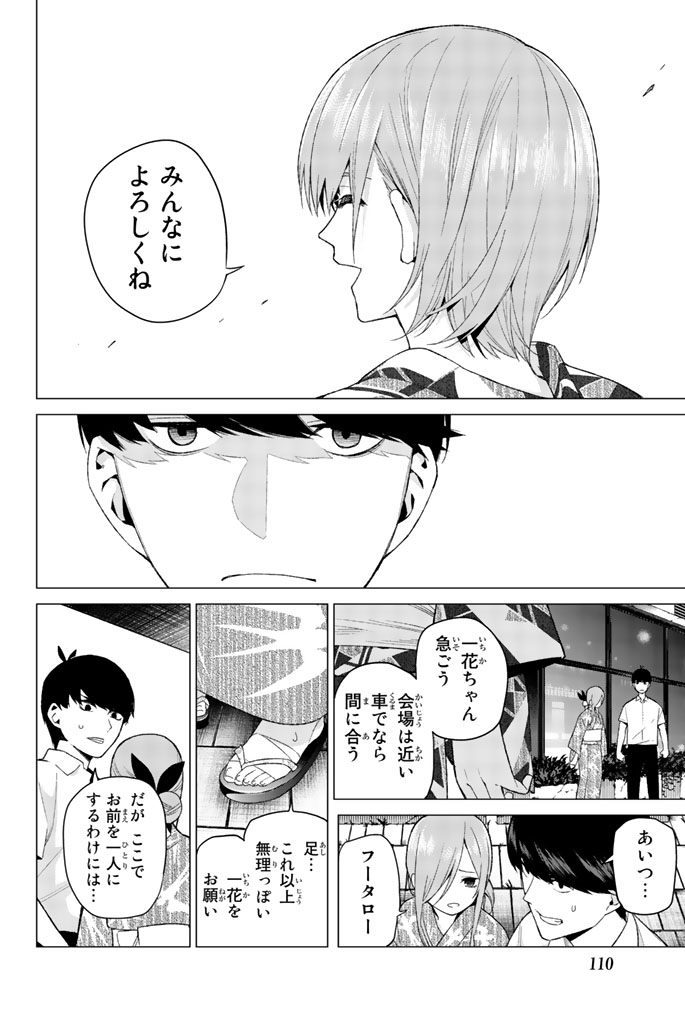 みんなに
よろしくね
一花ちゃん
急ごう
会場は近い
車でなら
間に合う
あいつ…
フータロー
足…
これ以上
無理っぽい
一花を
お願い
だが ここで
お前を一人に
するわけには…
110